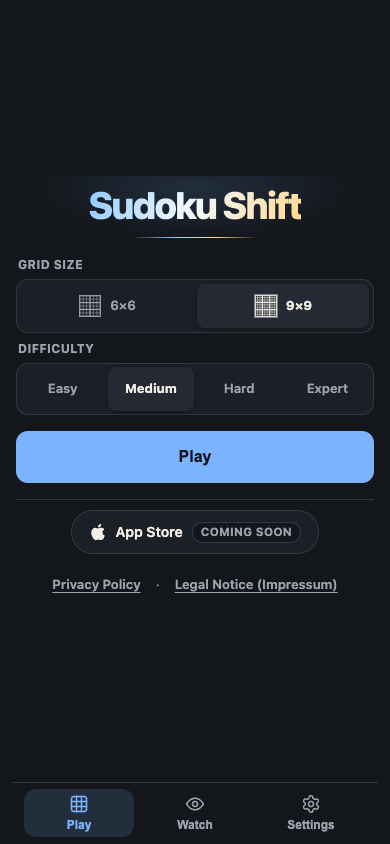 Sudoku Shift
GRID SIZE
6×6 9×9
DIFFICULTY
Easy Medium Hard Expert
Play
App Store COMING SOON
Privacy Policy · Legal Notice (Impressum)
Play Watch Settings